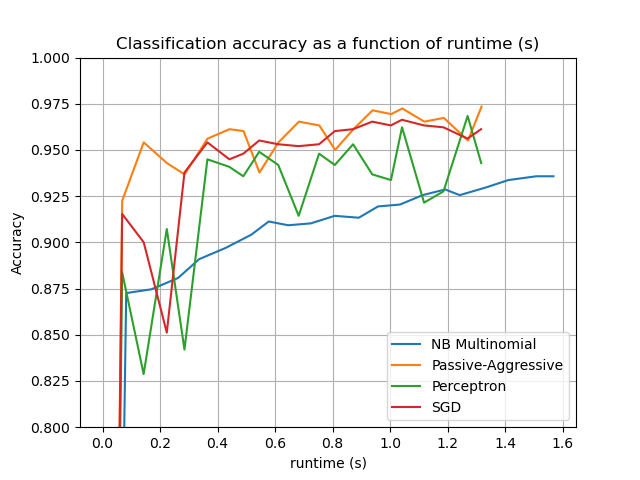 Classification accuracy as a function of runtime (s)
1.000
0.975
0.950
0.925
0.900
0.875
0.850
0.825
0.800
Accuracy
NB Multinomial
Passive-Aggressive
Perceptron
SGD
0.0 0.2 0.4 0.6 0.8 1.0 1.2 1.4 1.6
runtime (s)